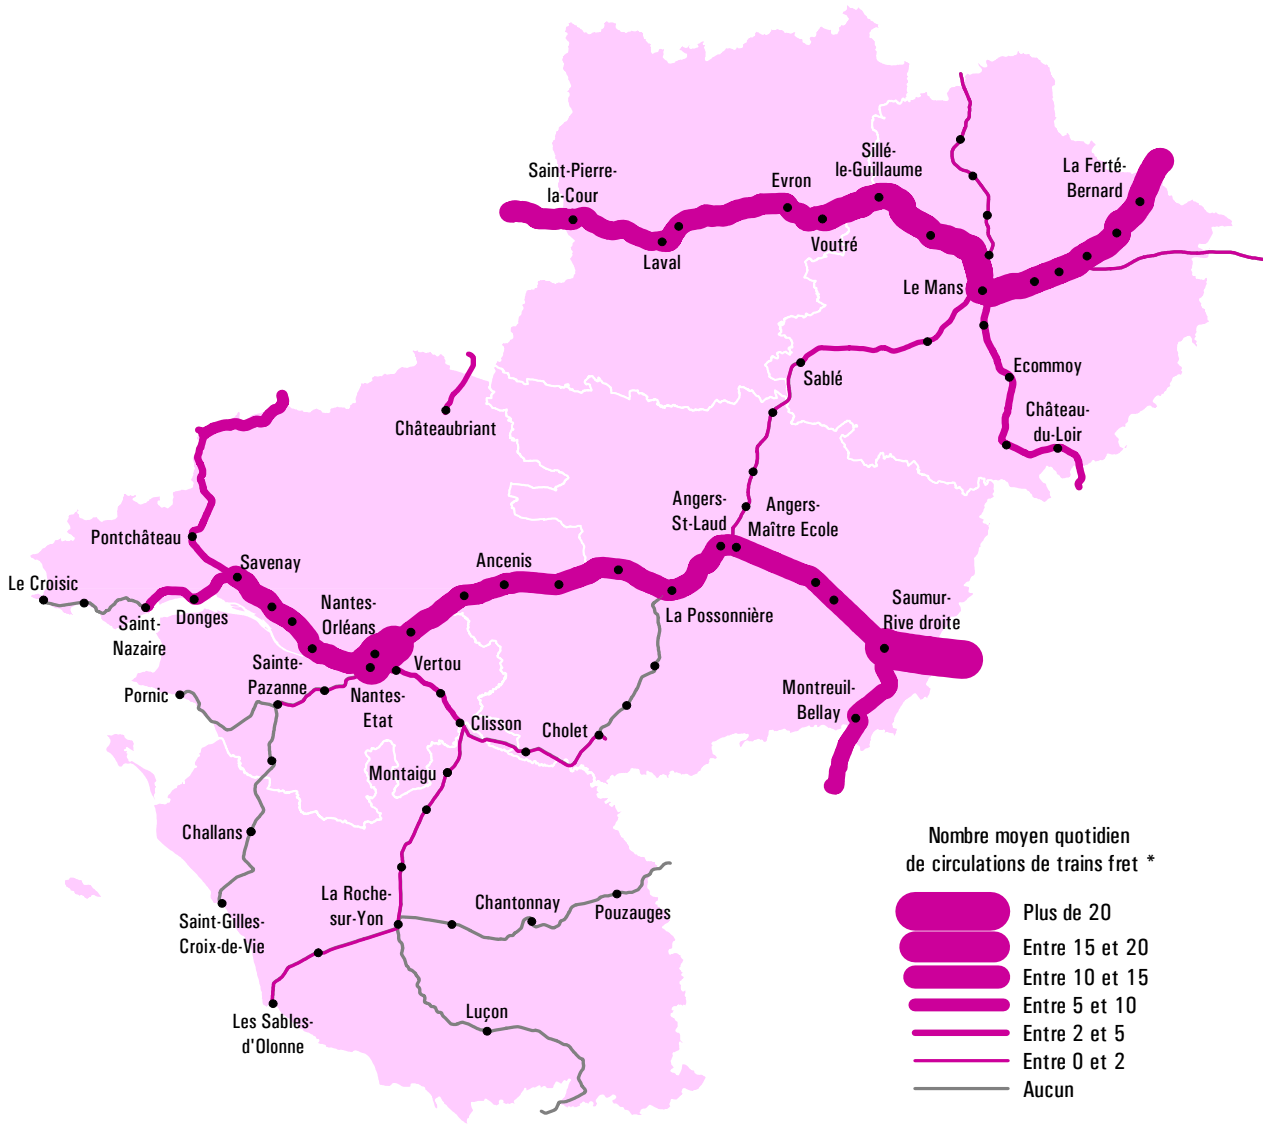 Saint-Pierre-
la-Cour
Laval
Evron
Voutré
Sillé-
le-Guillaume
La Ferté-
Bernard
Le Mans
Sablé
Ecommoy
Château-
du-Loir
Châteaubriant
Pontchâteau
Savenay
Le Croisic
Saint-
Nazaire
Donges
Nantes-
Orléans
Ancenis
Angers-
St-Laud
Angers-
Maître Ecole
La Possonnière
Saumur-
Rive droite
Montreuil-
Bellay
Sainte-
Pazanne
Pornic
Nantes-
Etat
Vertou
Clisson
Cholet
Montaigu
Challans
Saint-Gilles-
Croix-de-Vie
La Roche-
sur-Yon
Chantonnay
Pouzauges
Les Sables-
d'Olonne
Luçon
Nombre moyen quotidien
de circulations de trains fret *
Plus de 20
Entre 15 et 20
Entre 10 et 15
Entre 5 et 10
Entre 2 et 5
Entre 0 et 2
Aucun